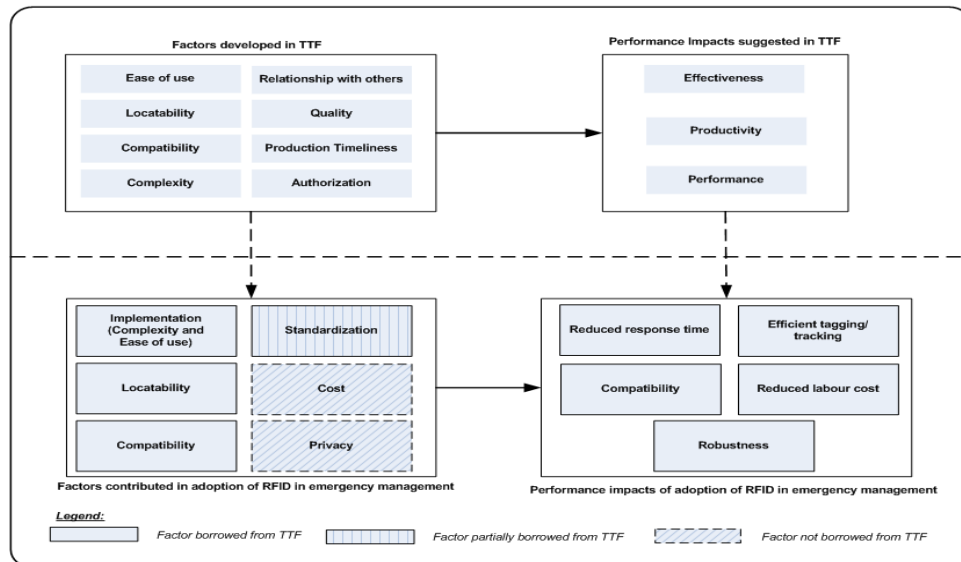 Factors developed in TTF
Performance Impacts suggested in TTF
Ease of use
Relationship with others
Locatability
Quality
Compatibility
Production Timeliness
Complexity
Authorization
Effectiveness
Productivity
Performance
Implementation
(Complexity and
Ease of use)
Standardization
Locatability
Cost
Compatibility
Privacy
Factors contributed in adoption of RFID in emergency management
Reduced response time
Efficient tagging/
tracking
Compatibility
Reduced labour cost
Robustness
Performance impacts of adoption of RFID in emergency management
Legend:
Factor borrowed from TTF
Factor partially borrowed from TTF
Factor not borrowed from TTF